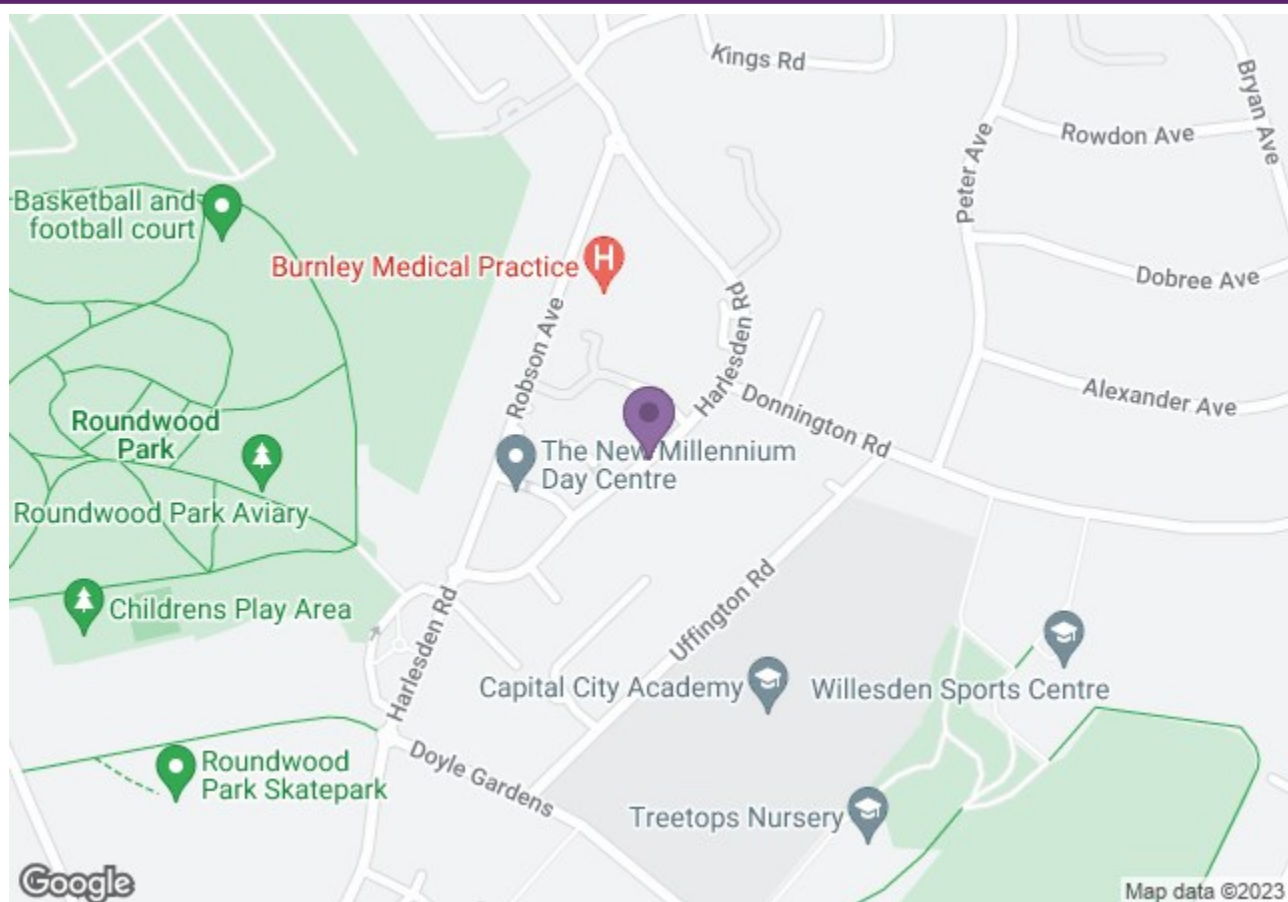 Kings Rd
Bryan Ave
Rowdon Ave
Peter Ave
Basketball and
football court
Burnley Medical Practice
H
Dobree Ave
Robson Ave
Harlesden Rd
Alexander Ave
Donnington Rd
Roundwood
Park
The New Millennium
Day Centre
Roundwood Park Aviary
Uffington Rd
Childrens Play Area
Harlesden Rd
Capital City Academy
Willesden Sports Centre
Doyle Gardens
Roundwood
Park Skatepark
Treetops Nursery
Google
Map data ©2023